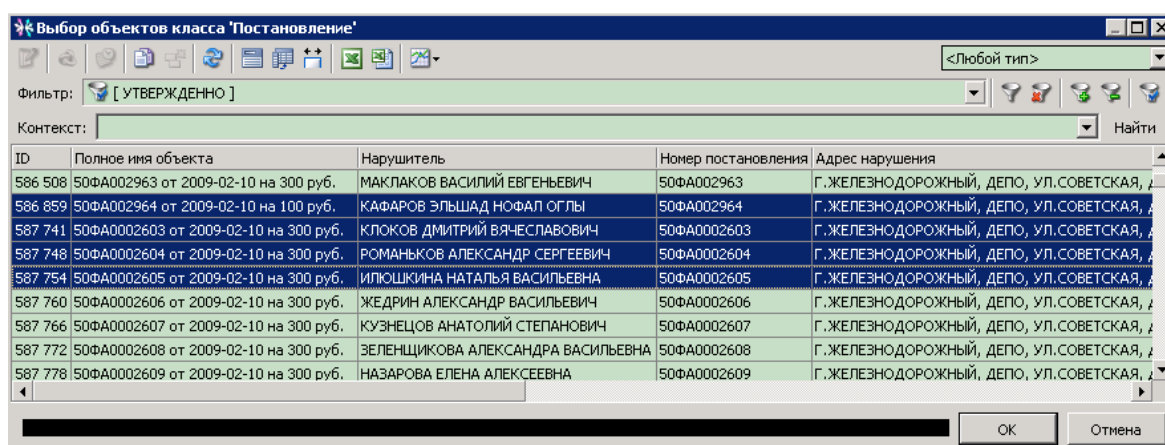 Выбор объектов класса 'Постановление'
<Любой тип>
Фильтр: [ УТВЕРЖДЕННО ]
Контекст: Найти
ID Полное имя объекта Нарушитель Номер постановления Адрес нарушения
586 508 50ФА002963 от 2009-02-10 на 300 руб. МАКЛАКОВ ВАСИЛИЙ ЕВГЕНЬЕВИЧ 50ФА002963 Г.ЖЕЛЕЗНОДОРОЖНЫЙ, ДЕПО, УЛ.СОВЕТСКАЯ,
586 859 50ФА002964 от 2009-02-10 на 100 руб. КАФАРОВ ЭЛЬШАД НОФАЛ ОГЛЫ 50ФА002964 Г.ЖЕЛЕЗНОДОРОЖНЫЙ, ДЕПО, УЛ.СОВЕТСКАЯ,
587 741 50ФА0002603 от 2009-02-10 на 300 руб. КЛОКОВ ДМИТРИЙ ВЯЧЕСЛАВОВИЧ 50ФА0002603 Г.ЖЕЛЕЗНОДОРОЖНЫЙ, ДЕПО, УЛ.СОВЕТСКАЯ,
587 748 50ФА0002604 от 2009-02-10 на 300 руб. РОМАНЬКОВ АЛЕКСАНДР СЕРГЕЕВИЧ 50ФА0002604 Г.ЖЕЛЕЗНОДОРОЖНЫЙ, ДЕПО, УЛ.СОВЕТСКАЯ,
587 754 50ФА0002605 от 2009-02-10 на 300 руб. ИЛЮШКИНА НАТАЛЬЯ ВАСИЛЬЕВНА 50ФА0002605 Г.ЖЕЛЕЗНОДОРОЖНЫЙ, ДЕПО, УЛ.СОВЕТСКАЯ,
587 760 50ФА0002606 от 2009-02-10 на 300 руб. ЖЕДРИН АЛЕКСАНДР ВАСИЛЬЕВИЧ 50ФА0002606 Г.ЖЕЛЕЗНОДОРОЖНЫЙ, ДЕПО, УЛ.СОВЕТСКАЯ,
587 766 50ФА0002607 от 2009-02-10 на 300 руб. КУЗНЕЦОВ АНАТОЛИЙ СТЕПАНОВИЧ 50ФА0002607 Г.ЖЕЛЕЗНОДОРОЖНЫЙ, ДЕПО, УЛ.СОВЕТСКАЯ,
587 772 50ФА0002608 от 2009-02-10 на 300 руб. ЗЕЛЕНЩИКОВА АЛЕКСАНДРА ВАСИЛЬЕВНА 50ФА0002608 Г.ЖЕЛЕЗНОДОРОЖНЫЙ, ДЕПО, УЛ.СОВЕТСКАЯ,
587 778 50ФА0002609 от 2009-02-10 на 300 руб. НАЗАРОВА ЕЛЕНА АЛЕКСЕЕВНА 50ФА0002609 Г.ЖЕЛЕЗНОДОРОЖНЫЙ, ДЕПО, УЛ.СОВЕТСКАЯ,
ОК Отмена